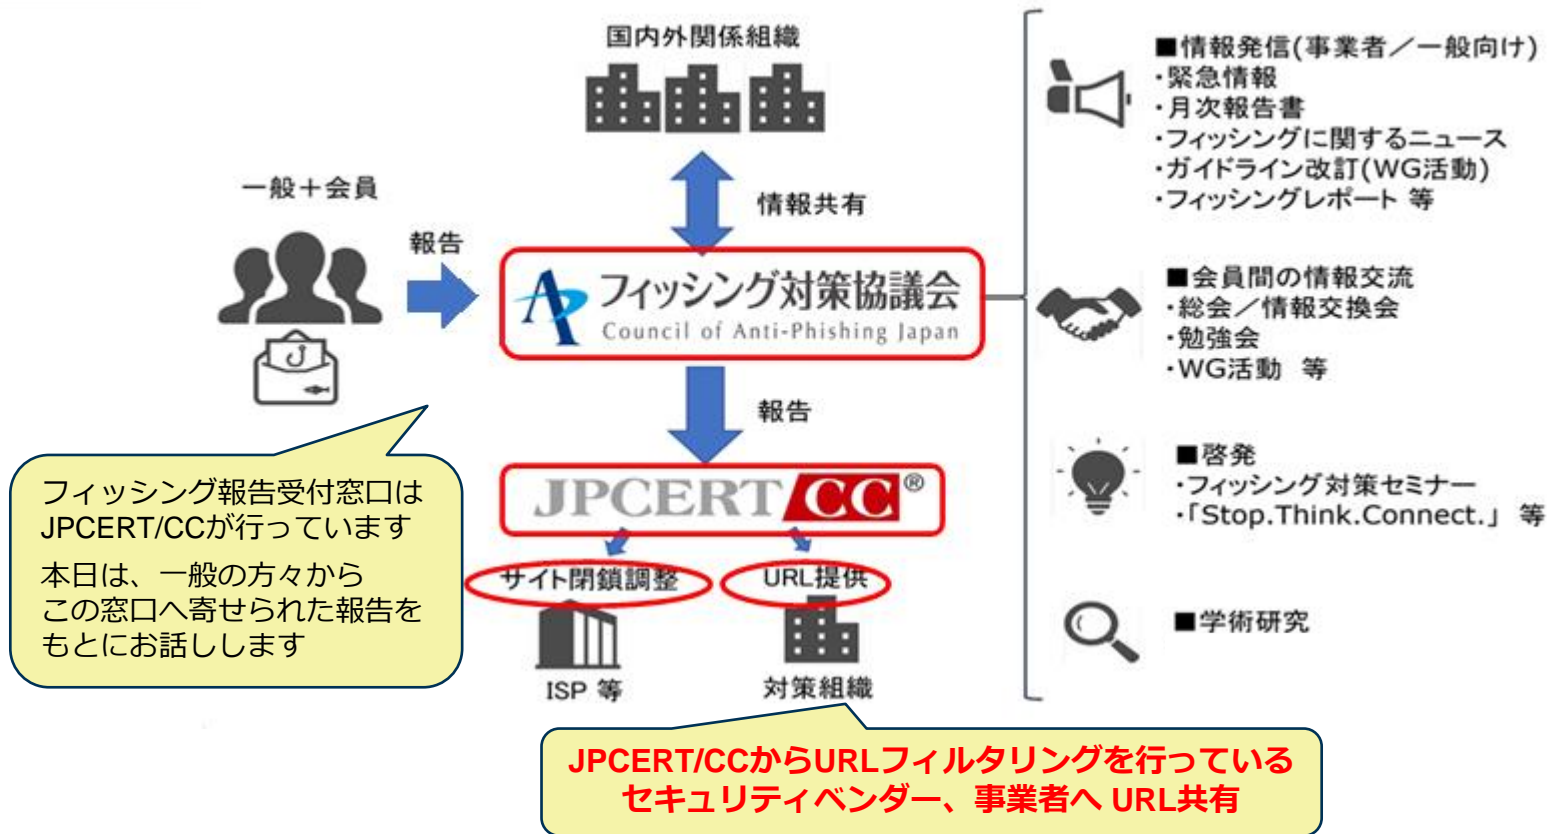 国内外関係組織
情報共有
一般＋会員
報告
フィッシング対策協議会
Council of Anti-Phishing Japan
報告
JPCERT CC®
サイト閉鎖調整
URL提供
ISP 等
対策組織
フィッシング報告受付窓口は
JPCERT/CCが行っています
本日は、一般の方々から
この窓口へ寄せられた報告を
もとにお話しします
JPCERT/CCからURLフィルタリングを行っている
セキュリティベンダー、事業者へ URL共有
■情報発信(事業者／一般向け)
・緊急情報
・月次報告書
・フィッシングに関するニュース
・ガイドライン改訂(WG活動)
・フィッシングレポート 等
■会員間の情報交流
・総会／情報交換会
・勉強会
・WG活動 等
■啓発
・フィッシング対策セミナー
・「Stop.Think.Connect.」 等
■学術研究